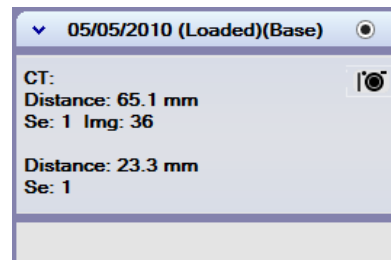 05/05/2010 (Loaded)(Base)
CT:
Distance: 65.1 mm
Se: 1 Img: 36
Distance: 23.3 mm
Se: 1